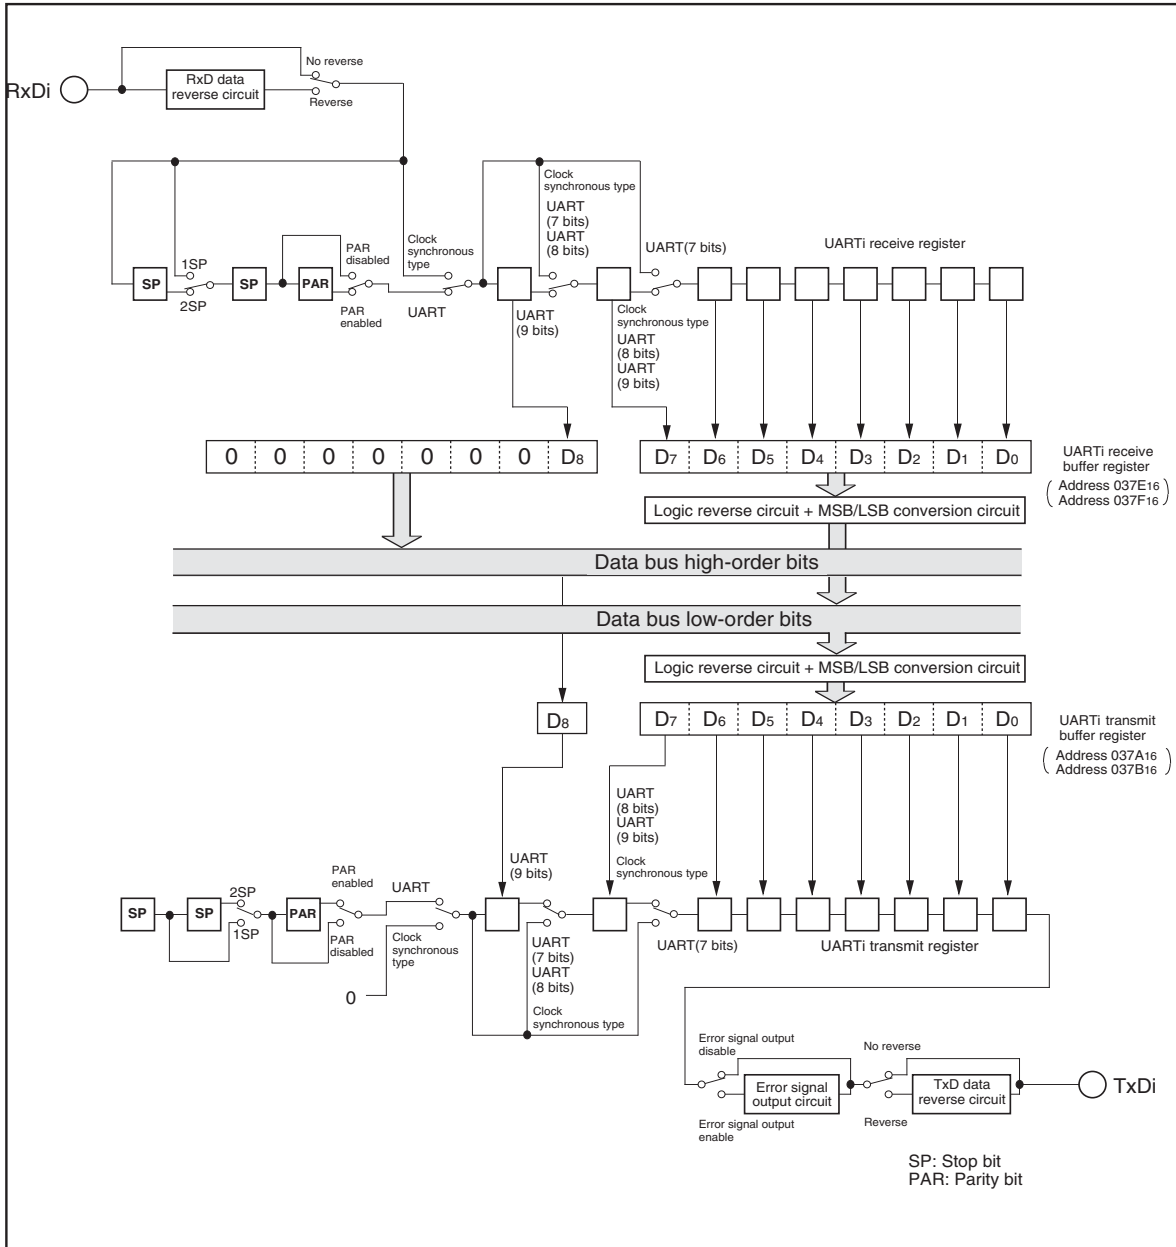 No reverse
RxDi
RxD data
reverse circuit
Reverse
Clock
synchronous type
UART
(7 bits)
UART
(8 bits)
1SP
PAR
disabled
Clock
synchronous
type
UART(7 bits)
UARTi receive register
SP
SP
PAR
2SP
PAR
enabled
UART
UART
(9 bits)
Clock
synchronous type
UART
(8 bits)
UART
(9 bits)
0 0 0 0 0 0 0 D8
D7 D6 D5 D4 D3 D2 D1 D0
UARTi receive
buffer register
Address 037E16
Address 037F16
Logic reverse circuit + MSB/LSB conversion circuit
Data bus high-order bits
Data bus low-order bits
Logic reverse circuit + MSB/LSB conversion circuit
D8
D7 D6 D5 D4 D3 D2 D1 D0
UARTi transmit
buffer register
Address 037A16
Address 037B16
UART
(8 bits)
UART
(9 bits)
UART
(9 bits)
Clock
synchronous type
PAR
enabled
UART
2SP
SP
SP
PAR
1SP
PAR
disabled
Clock
synchronous
type
UART
(7 bits)
UART
(8 bits)
UART(7 bits)
UARTi transmit register
0
Clock
synchronous type
Error signal output
disable
No reverse
Error signal
output circuit
TxD data
reverse circuit
TxDi
Error signal output
enable
Reverse
SP: Stop bit
PAR: Parity bit